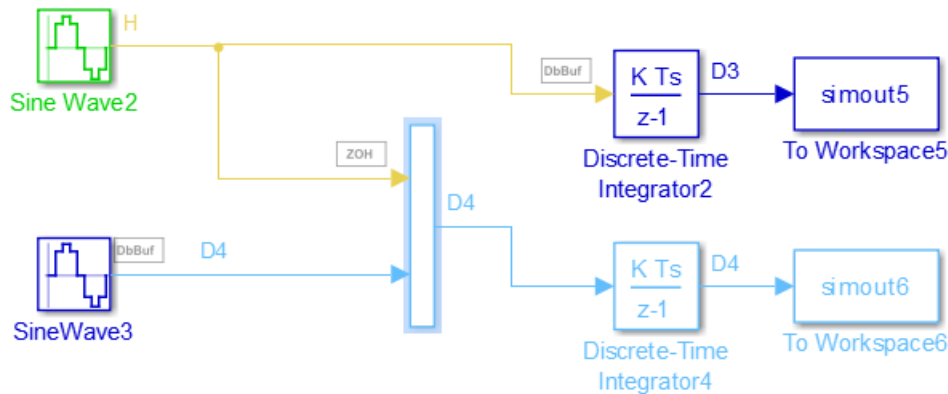 H
Sine Wave2
DbBuf
K Ts
z-1
D3
simout5
Discrete-Time
Integrator2
To Workspace5
ZOH
D4
DbBuf
D4
SineWave3
K Ts
z-1
D4
simout6
Discrete-Time
Integrator4
To Workspace6